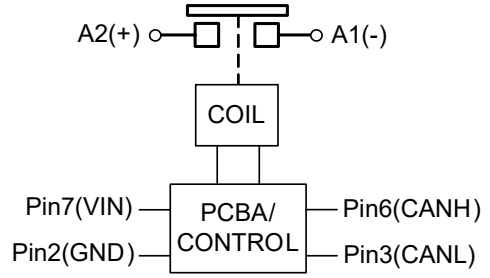 A2(+) A1(-)
COIL
Pin7(VIN) PCBA/ Pin6(CANH)
Pin2(GND) CONTROL Pin3(CANL)